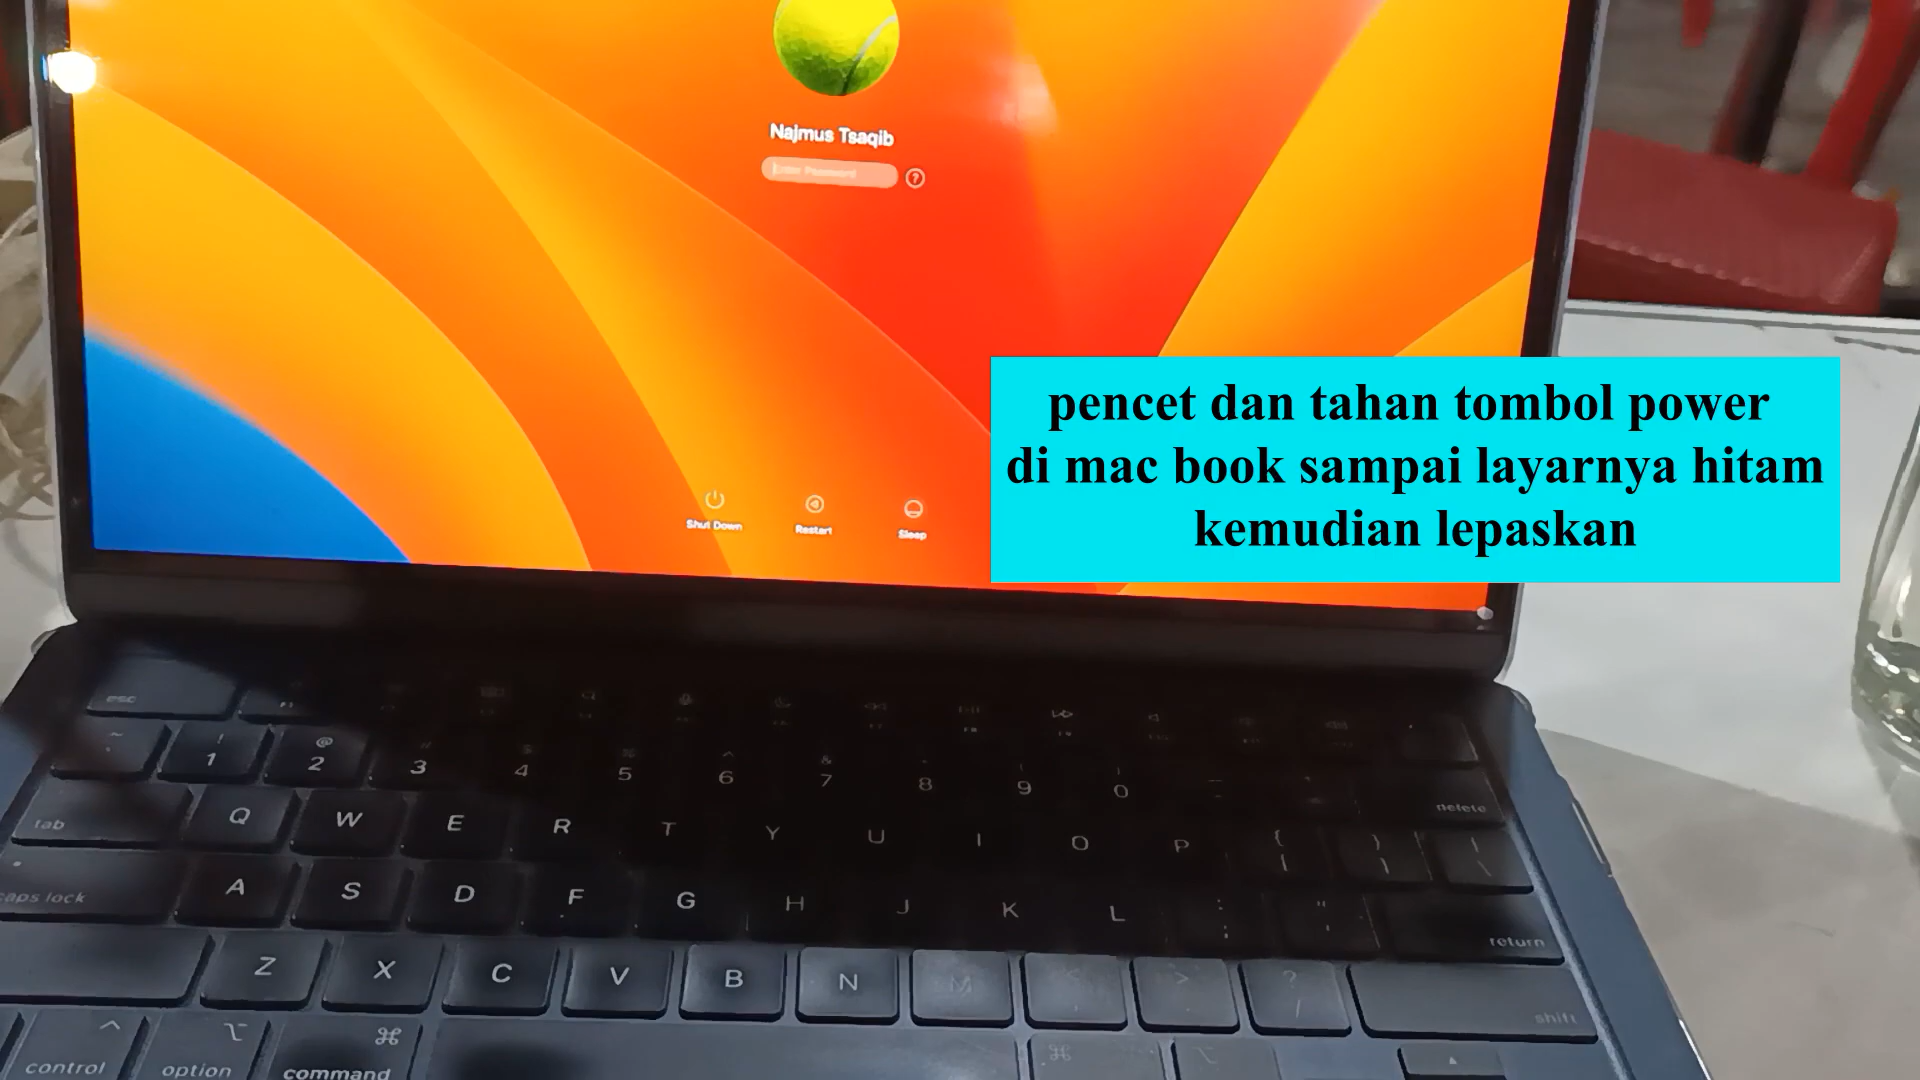 Najmus Tsaqib
Enter Password
?
Shut Down
Restart
Sleep
pencet dan tahan tombol power
di mac book sampai layarnya hitam
kemudian lepaskan
esc
1 2 3 4 5 6 7 8 9 0
delete
tab Q W E R T Y U I O P
caps lock A S D F G H J K L
return
Z X C V B N M
shift
control option command